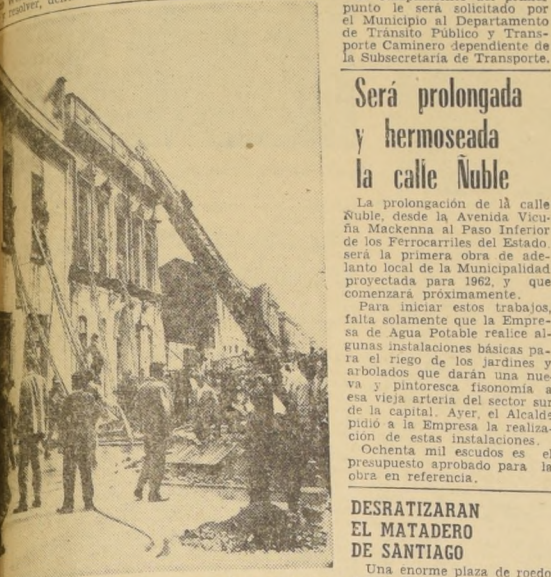 resolver,
punto le será solicitado por
el Municipio al Departamento
de Tránsito Público y Trans-
porte Caminero dependiente de
la Subsecretaría de Transporte.
Será prolongada
y hermoseada
la calle Ñuble
La prolongación de la calle
Ñuble, desde la Avenida Vicu-
ña Mackenna al Paso Inferior
de los Ferrocarriles del Estado,
será la primera obra de ade-
lanto local de la Municipalidad
proyectada para 1962, y que
comenzará próximamente.
Para iniciar estos trabajos,
falta solamente que la Empre-
sa de Agua Potable realice al-
gunas instalaciones básicas pa-
ra el riego de los jardines y
arbolados que darán una nue-
va y pintoresca fisonomía a
esa vieja arteria del sector sur
de la capital. Ayer, el Alcalde
pidió a la Empresa la realiza-
ción de estas instalaciones.
Ochenta mil escudos es el
presupuesto aprobado para la
obra en referencia.
DESRATIZARAN
EL MATADERO
DE SANTIAGO
Una enorme plaza de roedo